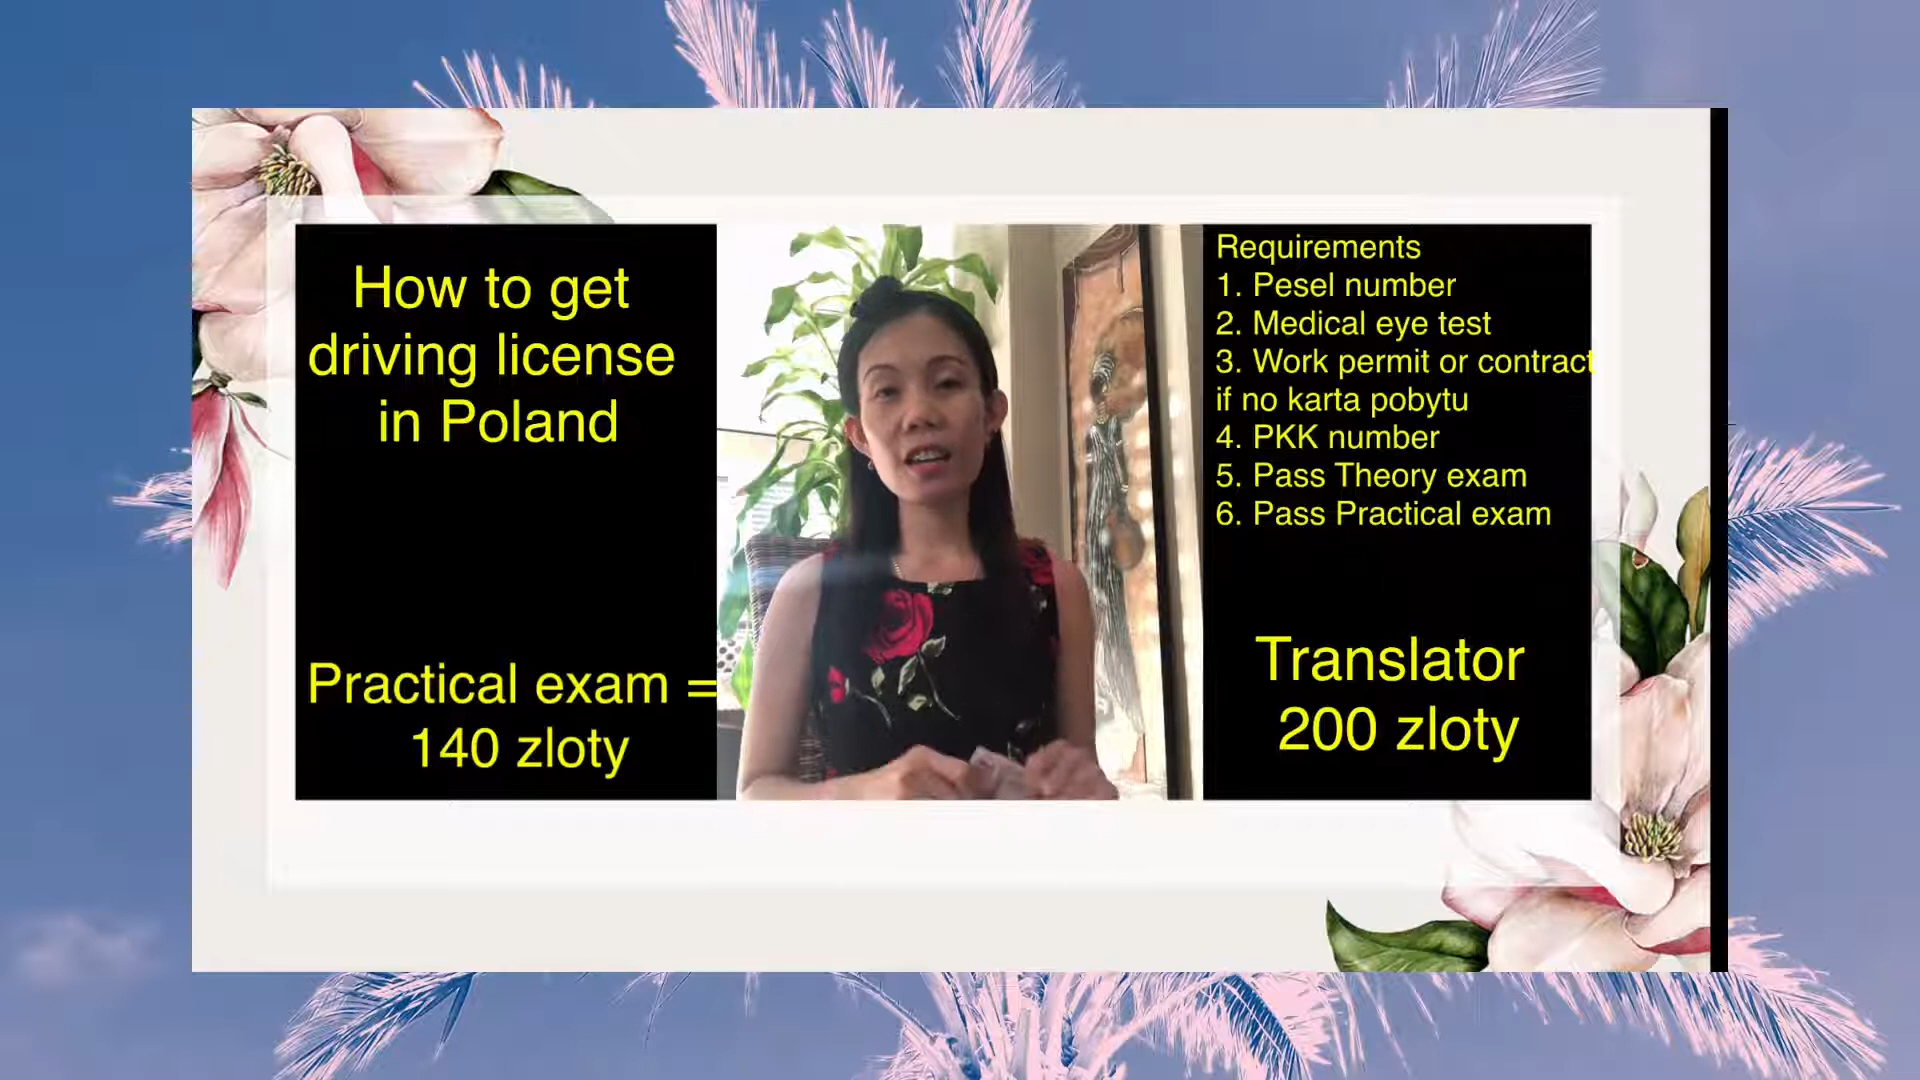 How to get
driving license
in Poland
Practical exam =
140 zloty
Requirements
1. Pesel number
2. Medical eye test
3. Work permit or contract
if no karta pobytu
4. PKK number
5. Pass Theory exam
6. Pass Practical exam
Translator
200 zloty